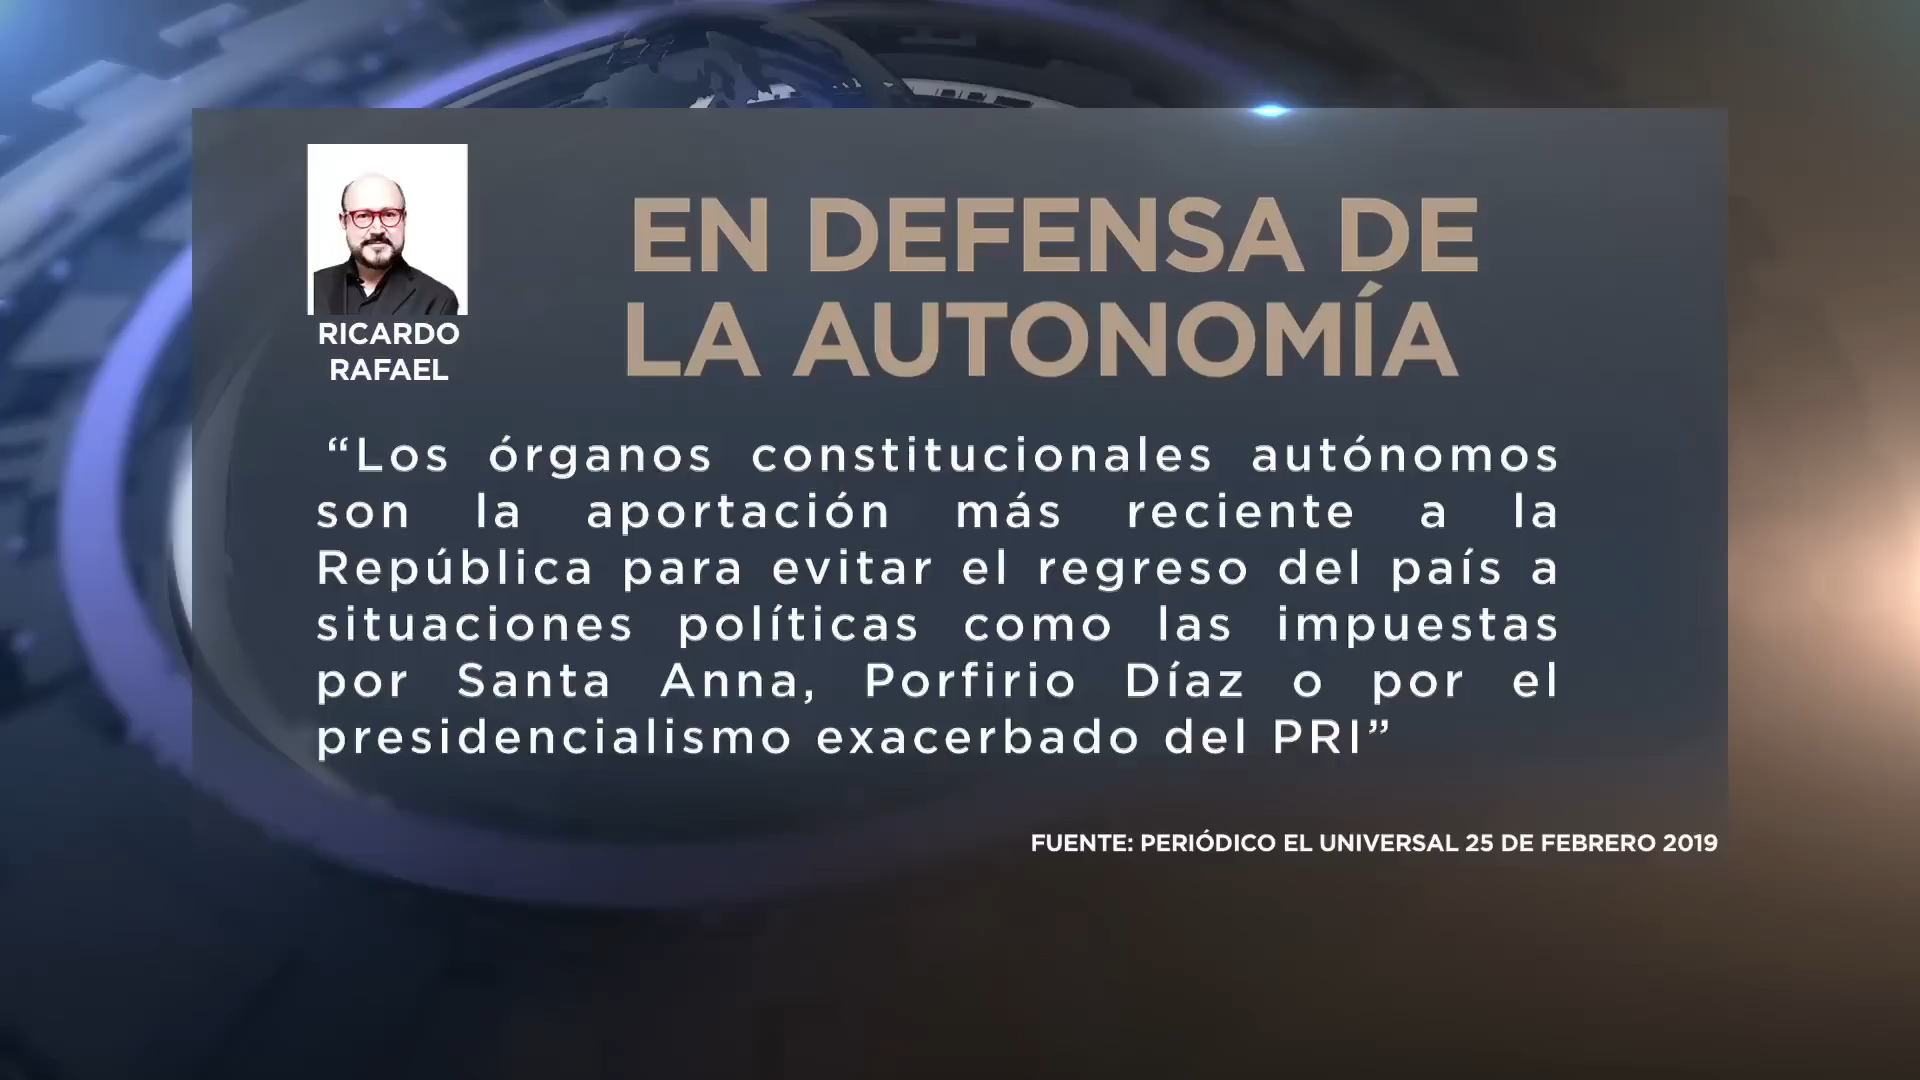 RICARDO
RAFAEL
EN DEFENSA DE
LA AUTONOMÍA
“Los órganos constitucionales autónomos
son la aportación más reciente a la
República para evitar el regreso del país a
situaciones políticas como las impuestas
por Santa Anna, Porfirio Díaz o por el
presidencialismo exacerbado del PRI”
FUENTE: PERIÓDICO EL UNIVERSAL 25 DE FEBRERO 2019